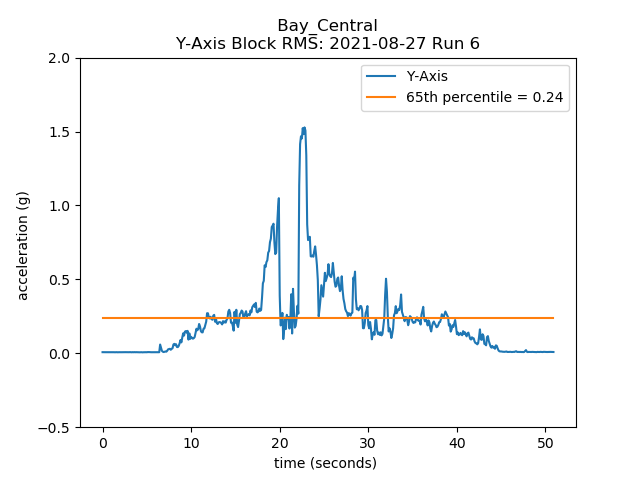 Bay_Central
Y-Axis Block RMS: 2021-08-27 Run 6
2.0
1.5
1.0
0.5
0.0
−0.5
acceleration (g)
Y-Axis
65th percentile = 0.24
0 10 20 30 40 50
time (seconds)